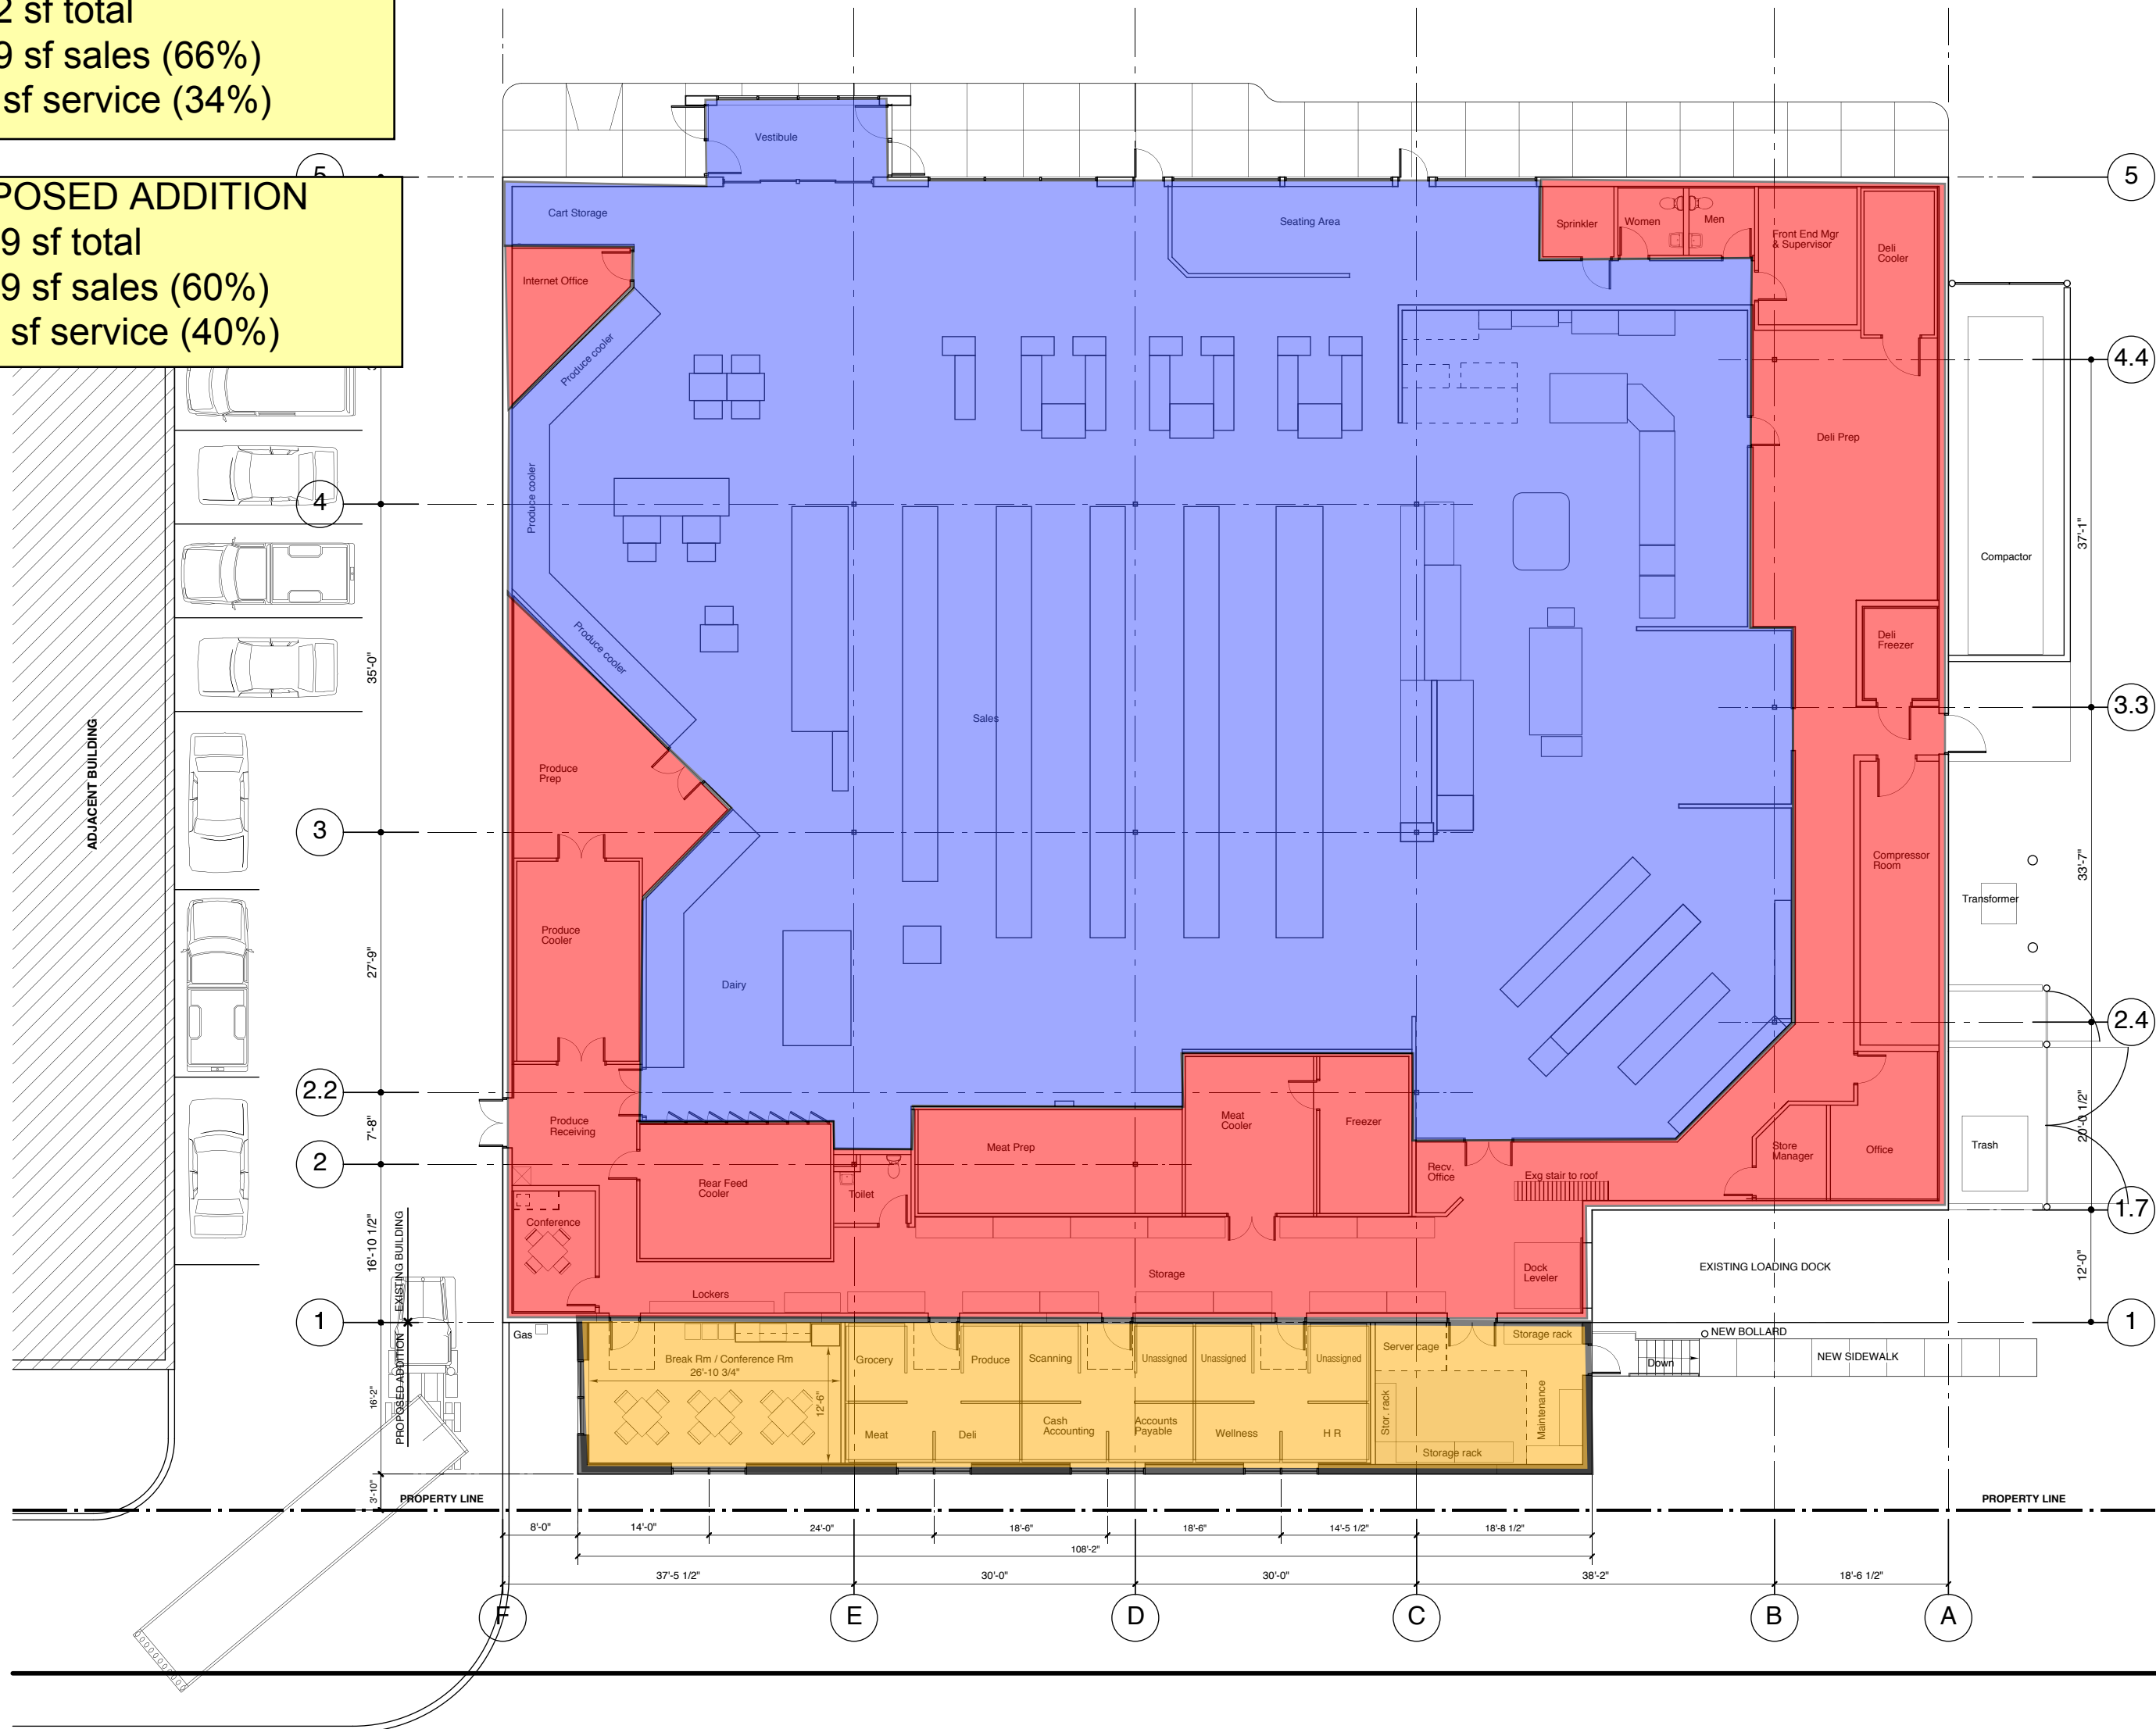 2 sf total
9 sf sales (66%)
sf service (34%)
POSED ADDITION
9 sf total
9 sf sales (60%)
sf service (40%)
5
5
Vestibule
Cart Storage
Seating Area
Sprinkler
Women
Men
Front End Mgr
& Supervisor
Deli
Cooler
Internet Office
Produce cooler
4.4
Deli Prep
Produce cooler
4
37'-1"
Compactor
Produce cooler
Deli
Freezer
35'-0"
ADJACENT BUILDING
Sales
3.3
Produce
Prep
3
Compressor
Room
33'-7"
Transformer
Produce
Cooler
27'-9"
Dairy
2.4
2.2
Produce
Receiving
7'-8"
Meat
Cooler
Freezer
Meat Prep
20'-0 1/2"
Trash
Store
Manager
Office
2
Recv.
Office
Exg stair to roof
Rear Feed
Cooler
Toilet
1.7
Conference
16'-10 1/2"
EXISTING BUILDING
Storage
Dock
Leveler
EXISTING LOADING DOCK
12'-0"
Lockers
1
Gas
1
NEW BOLLARD
PROPOSED ADDITION
16'-2"
Break Rm / Conference Rm
26'-10 3/4"
12'-6"
Grocery
Produce
Scanning
Unassigned
Unassigned
Unassigned
Server cage
Storage rack
Down
NEW SIDEWALK
Meat
Deli
Cash
Accounting
Accounts
Payable
Wellness
H R
Stor. rack
Maintenance
Storage rack
3'-10"
PROPERTY LINE
PROPERTY LINE
8'-0"
14'-0"
24'-0"
18'-6"
18'-6"
14'-5 1/2"
18'-8 1/2"
108'-2"
37'-5 1/2"
30'-0"
30'-0"
38'-2"
18'-6 1/2"
F
E
D
C
B
A